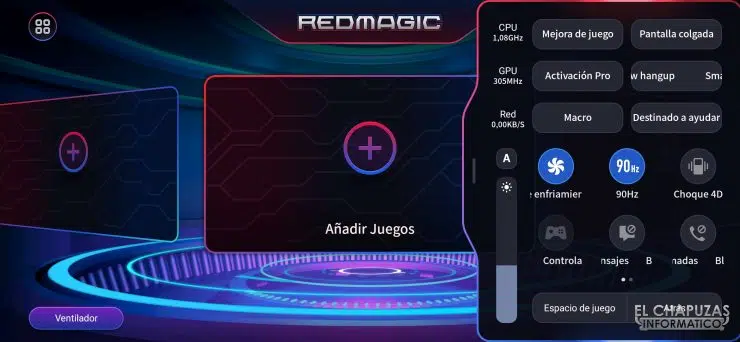 REDMAGIC
Añadir Juegos
Ventilador
CPU
1,08GHz
Mejora de juego
Pantalla colgada
GPU
305MHz
Activación Pro
w hangup
Sma
Red
0,00KB/S
Macro
Destinado a ayudar
A
e enfriamier
90Hz
90Hz
Choque 4D
Controla
nsajes
B
nadas
Bl
Espacio de juego
Atrás
EL CHAPUZAS
INFORMÁTICO